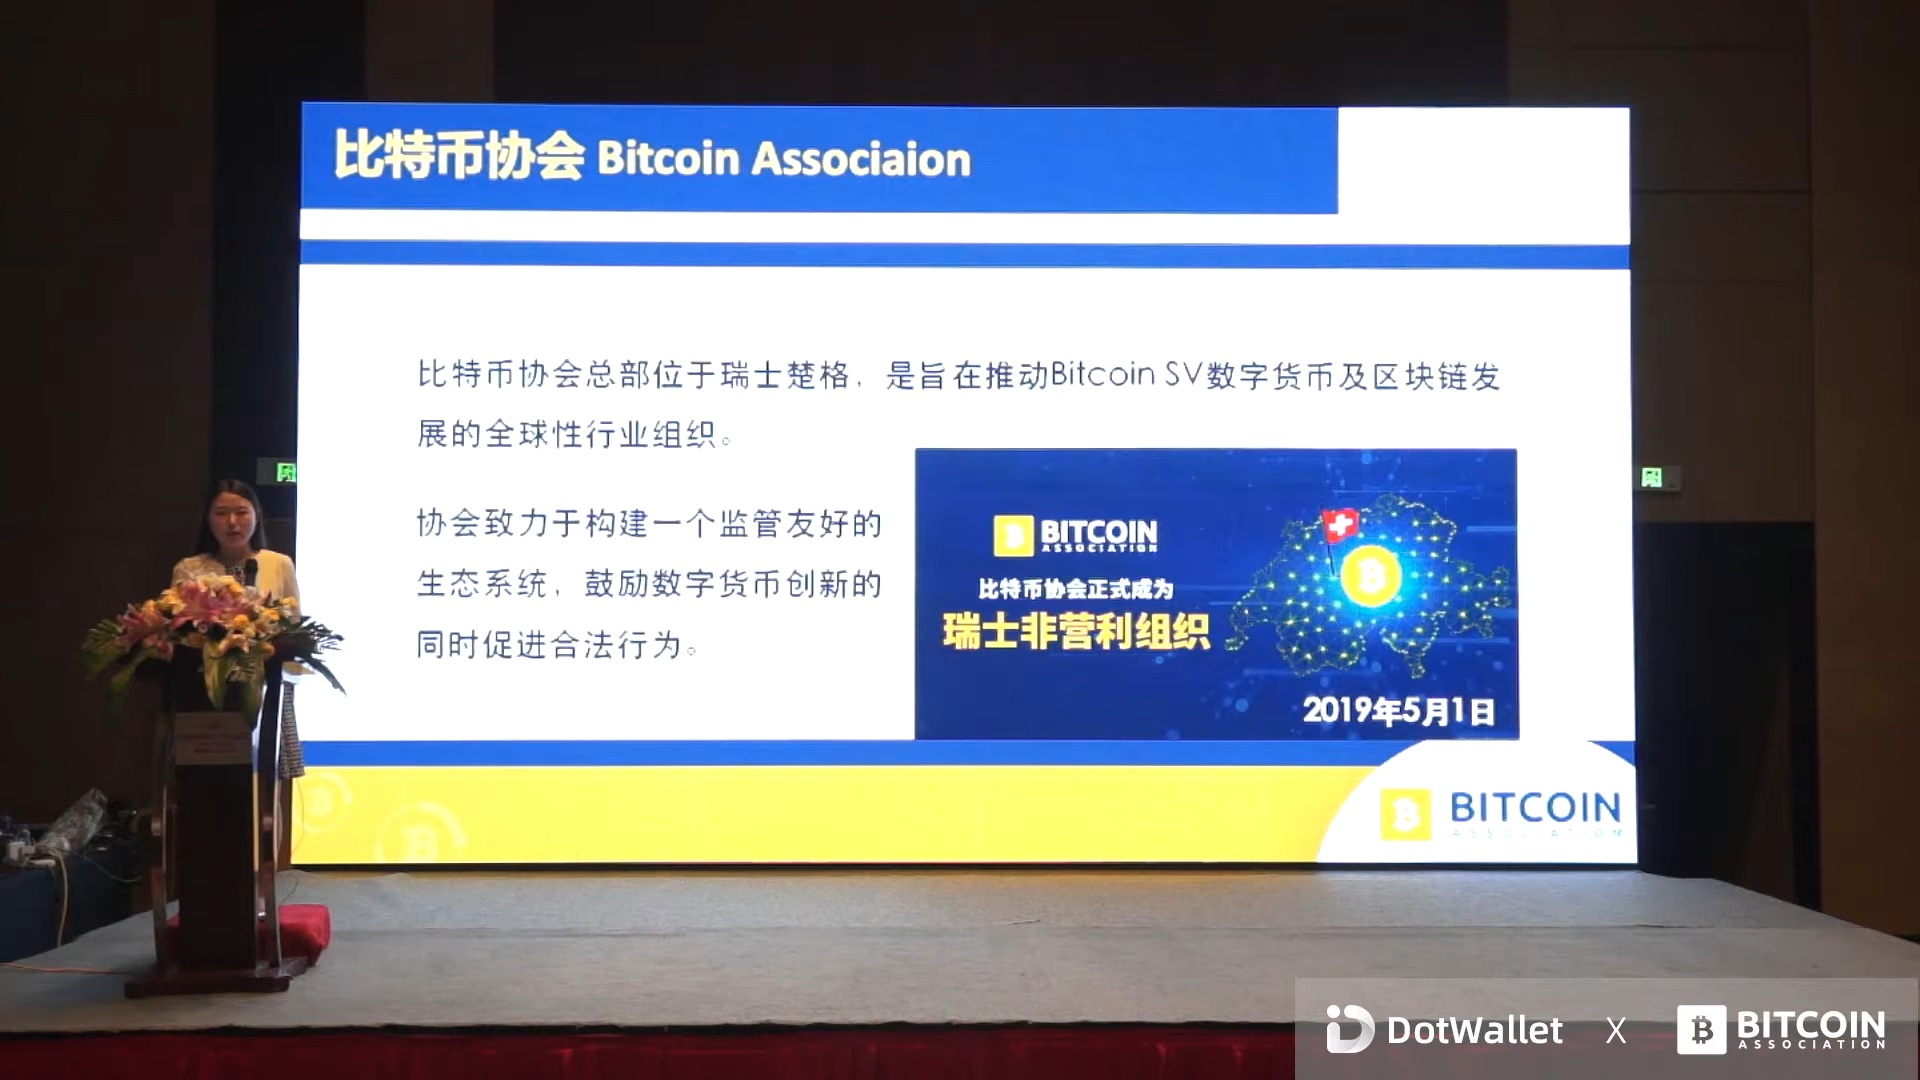 比特币协会 Bitcoin Associaion
比特币协会总部位于瑞士楚格，是旨在推动Bitcoin SV数字货币及区块链发
展的全球性行业组织。
协会致力于构建一个监管友好的
生态系统，鼓励数字货币创新的
同时促进合法行为。
BITCOIN
ASSOCIATION
比特币协会正式成为
瑞士非营利组织
2019年5月1日
BITCOIN
ASSOCIATION
DotWallet X BITCOIN
ASSOCIATION